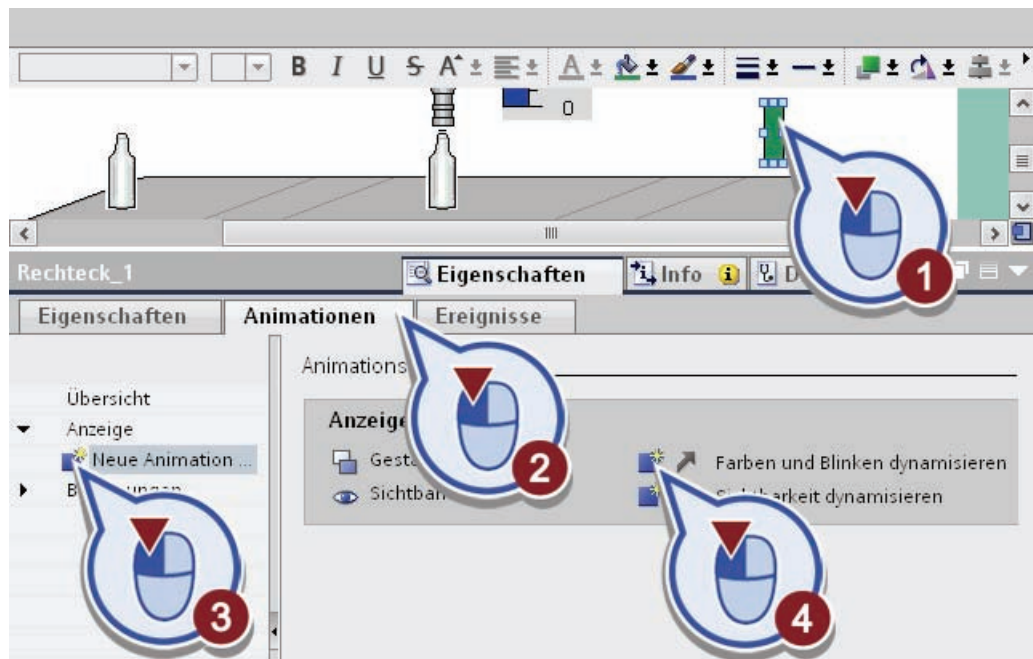 B I U S A A
0
Rechteck_1
Eigenschaften Info D
1
Eigenschaften Animationen Ereignisse
Animations
Übersicht
Anzeige
Anzeige
Neue Animation ...
2
Farben und Blinken dynamisieren
dynamisieren
3
4